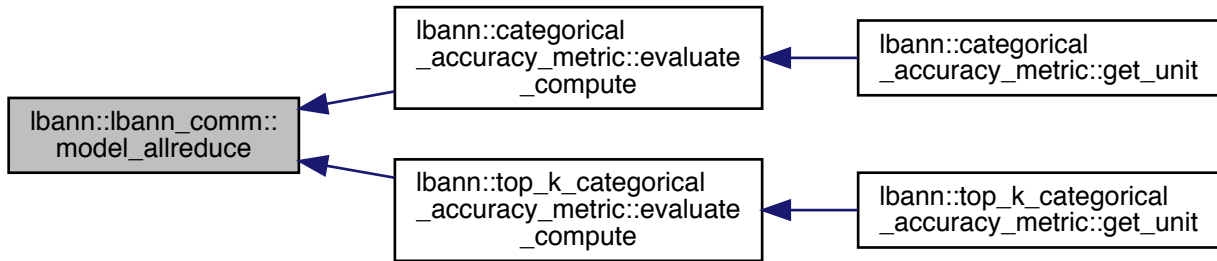 lbann::lbann_comm::
model_allreduce
lbann::categorical
_accuracy_metric::evaluate
_compute
lbann::categorical
_accuracy_metric::get_unit
lbann::top_k_categorical
_accuracy_metric::evaluate
_compute
lbann::top_k_categorical
_accuracy_metric::get_unit